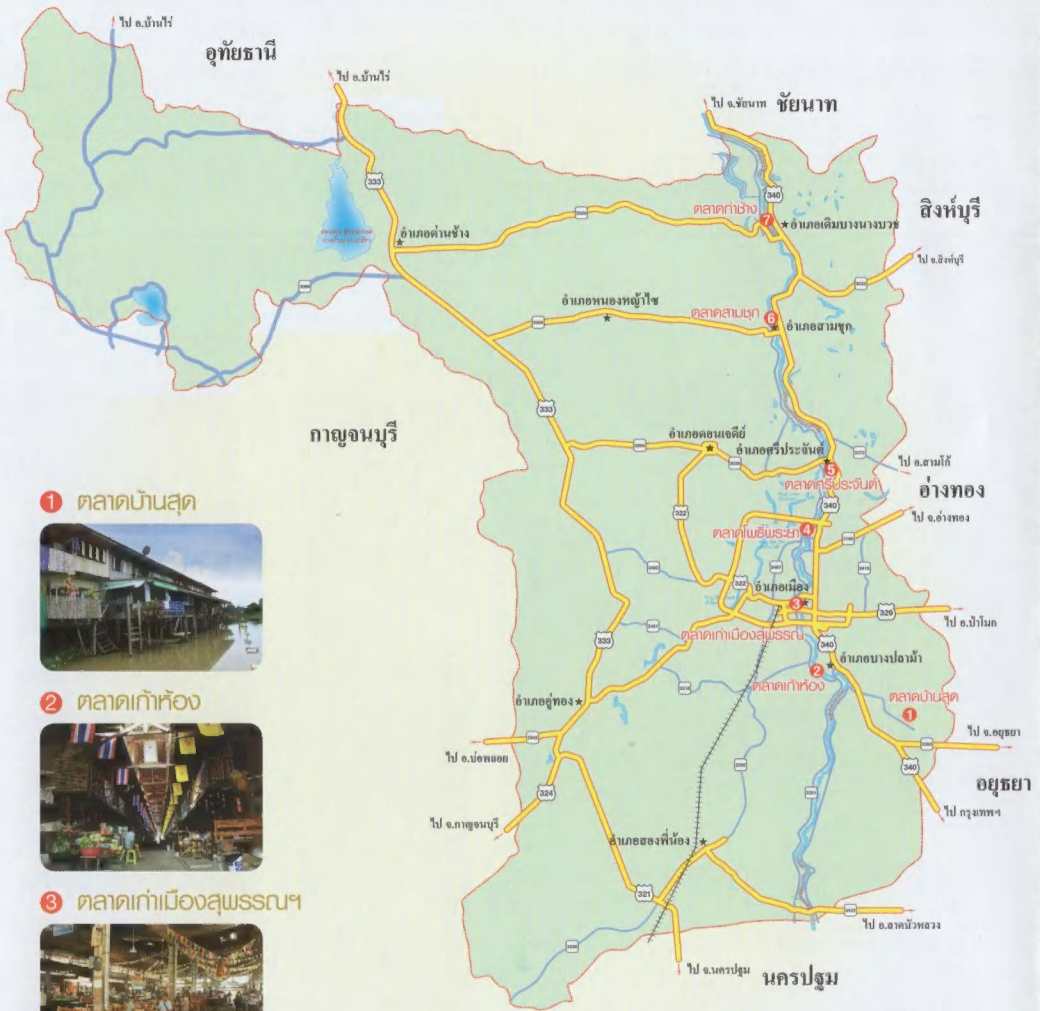 ไป อ.บ้านไร่
อุทัยธานี
ไป อ.บ้านไร่
ไป จ.ชัยนาท
ชัยนาท
333
340
สิงห์บุรี
ตลาดท่าช้าง
7
อำเภอเดิมบางนางบวช
อำเภอด่านช้าง
ไป จ.สิงห์บุรี
อำเภอหนองหญ้าไซ
ตลาดสามชุก
6
อำเภอสามชุก
333
กาญจนบุรี
อำเภอดอนเจดีย์
อำเภอศรีประจันต์
ไป อ.สามโก้
5
ตลาดศรีประจันต์
อ่างทอง
340
322
ไป จ.อ่างทอง
ตลาดโพธิ์พระยา
4
322
อำเภอเมือง
3
329
ไป อ.ป่าโมก
ตลาดเก่าเมืองสุพรรณ
333
340
2
อำเภอบางปลาม้า
ตลาดเก้าห้อง
ตลาดบ้านสุด
1
อำเภออู่ทอง
ไป จ.อยุธยา
ไป อ.บ่อพลอย
340
อยุธยา
324
ไป กรุงเทพฯ
ไป จ.กาญจนบุรี
อำเภอสองพี่น้อง
321
ไป อ.ลาดบัวหลวง
ไป จ.นครปฐม
นครปฐม
1 ตลาดบ้านสุด
2 ตลาดเก้าห้อง
3 ตลาดเก่าเมืองสุพรรณฯ